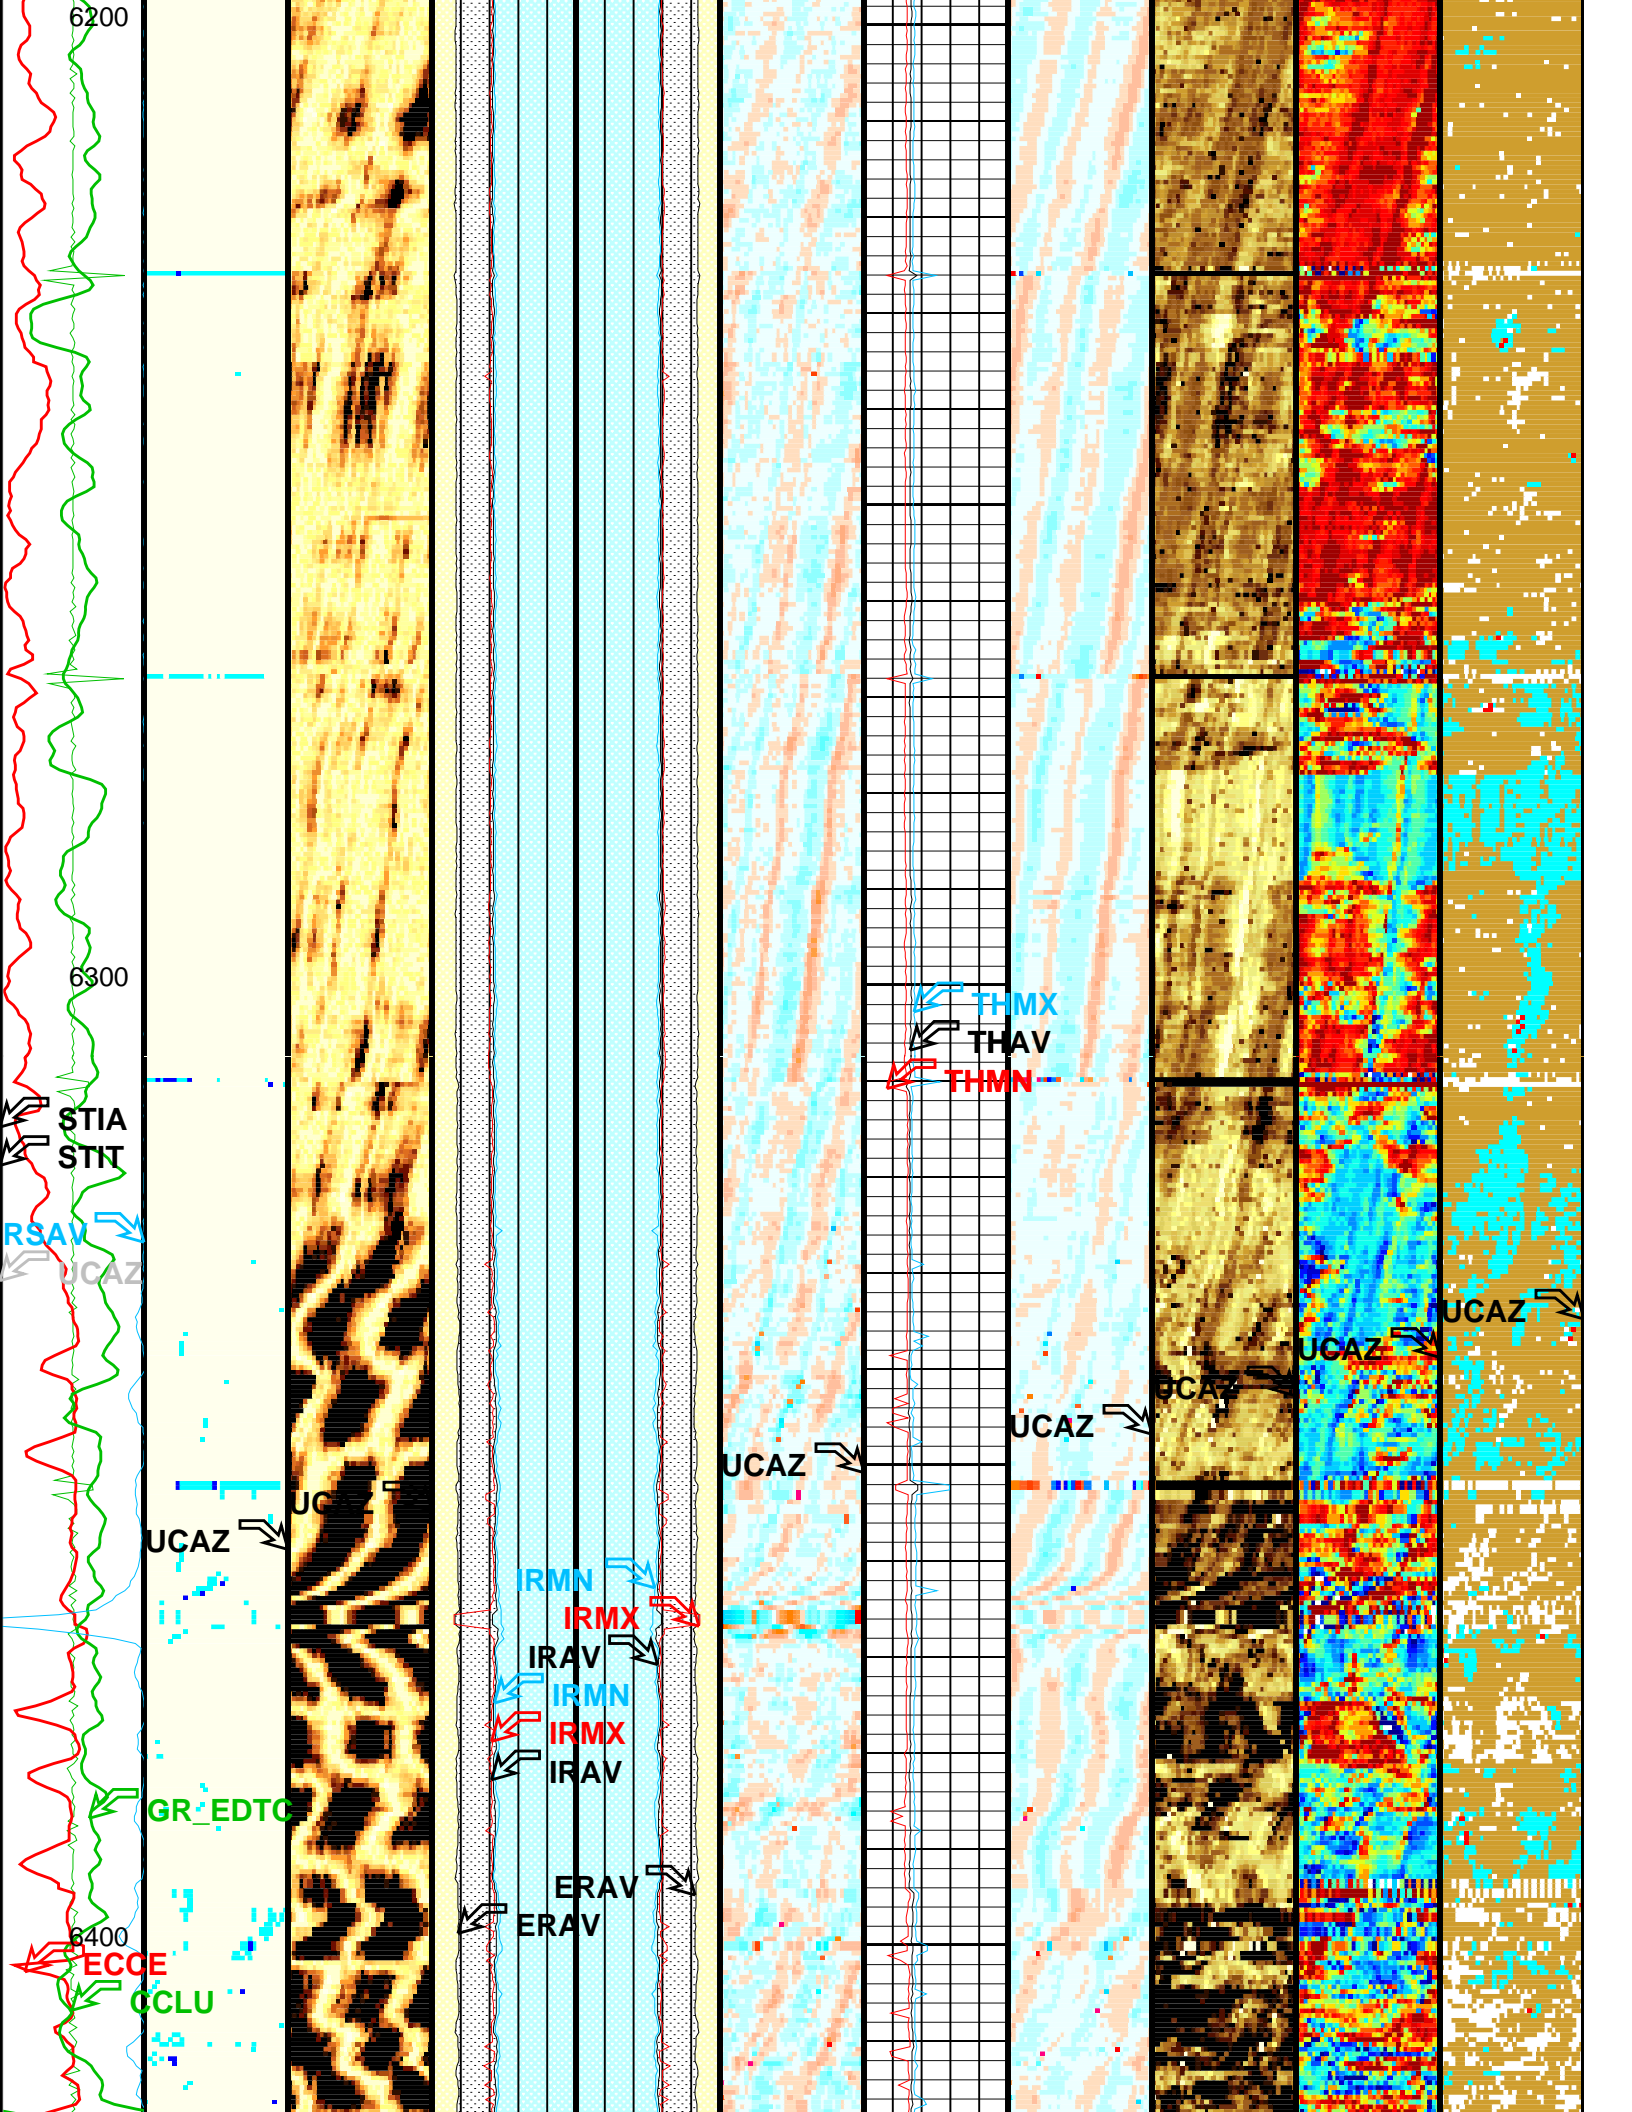 6200
6300
THMX
THAV
THMN
STIA
STIT
RSAV
UCAZ
UCAZ
UCAZ
UCAZ
UCAZ
UCAZ
UCAZ
UCAZ
IRMN
IRMX
IRAV
IRMN
IRMX
IRAV
GR_EDTC
ERAV
ERAV
6400
ECCE
CCLU